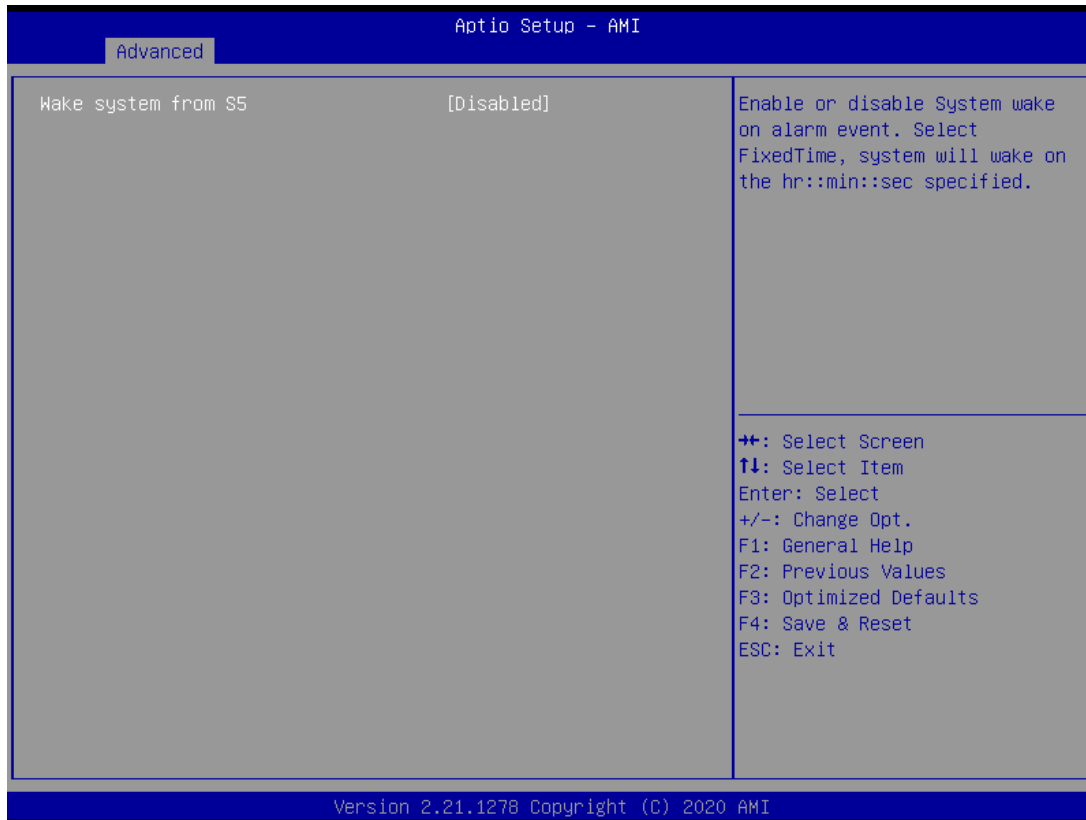 Aptio Setup – AMI
Advanced
Wake system from S5 [Disabled]
Enable or disable System wake
on alarm event. Select
FixedTime, system will wake on
the hr::min::sec specified.
→←: Select Screen
↑↓: Select Item
Enter: Select
+/-: Change Opt.
F1: General Help
F2: Previous Values
F3: Optimized Defaults
F4: Save & Reset
ESC: Exit
Version 2.21.1278 Copyright (C) 2020 AMI